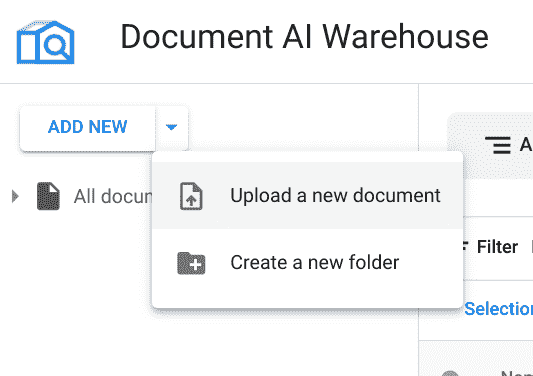 Document AI Warehouse
ADD NEW
All docum
Upload a new document
Create a new folder
Filter
Selection